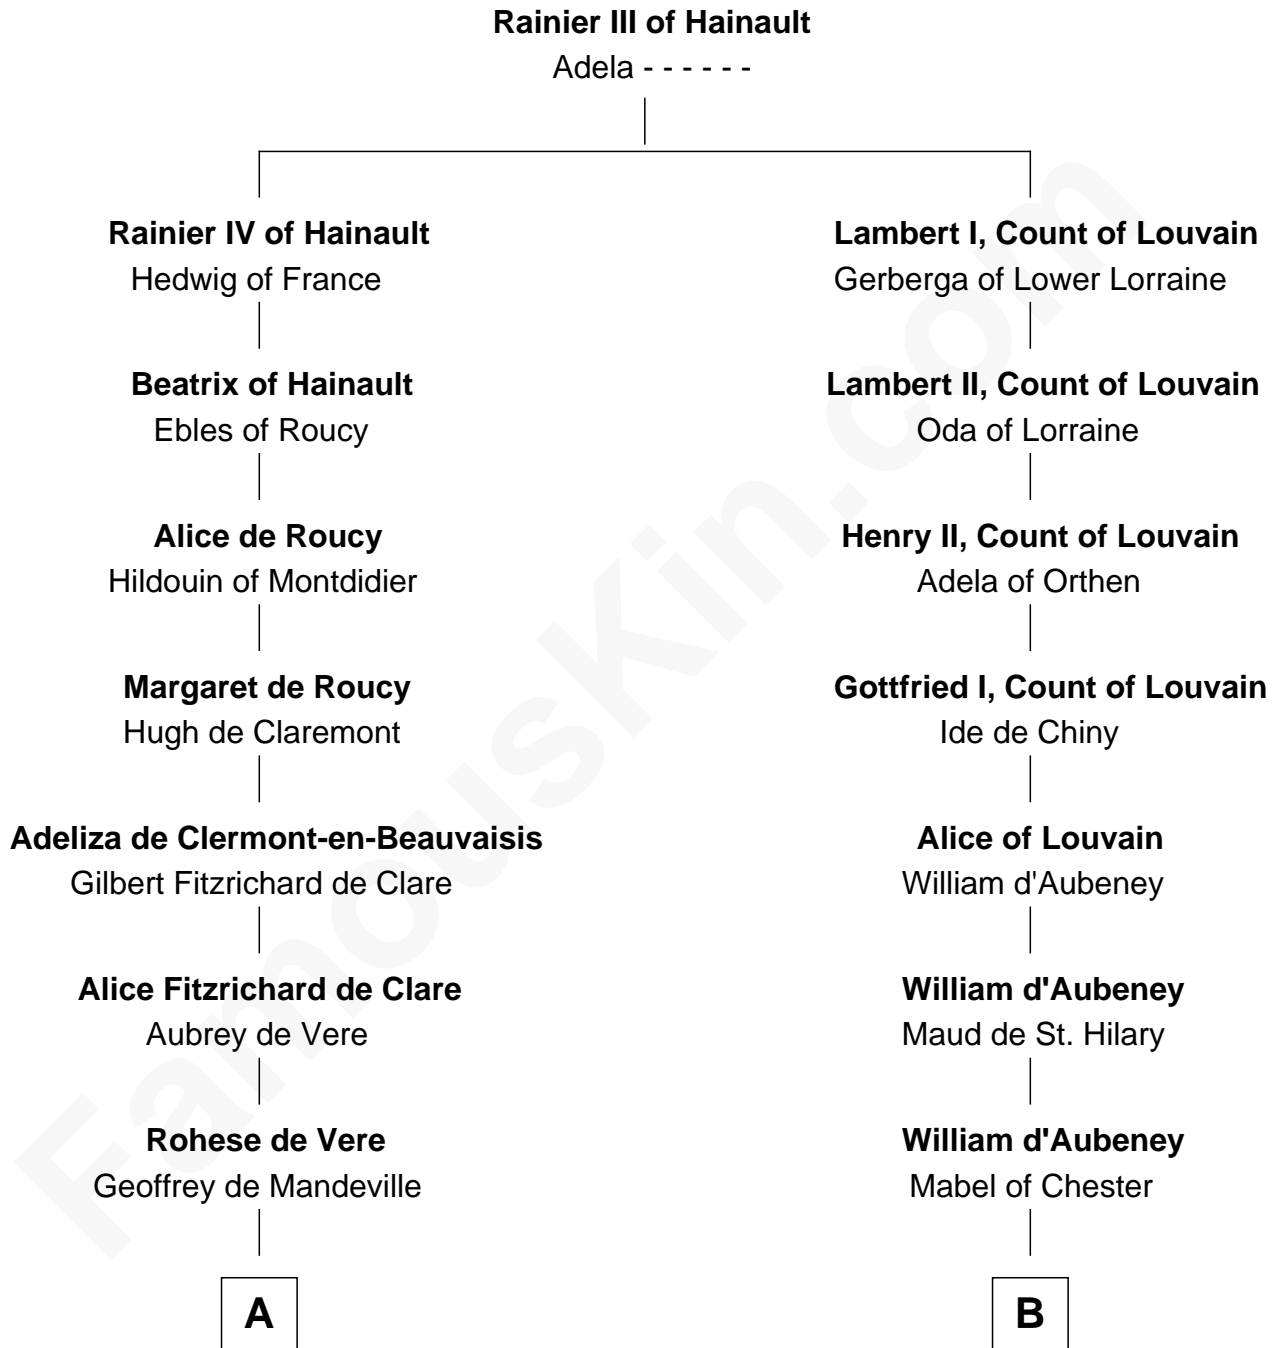 Rainier III of Hainault
Adela - - - - - -
Rainier IV of Hainault
Hedwig of France
Lambert I, Count of Louvain
Gerberga of Lower Lorraine
Beatrix of Hainault
Ebles of Roucy
Lambert II, Count of Louvain
Oda of Lorraine
Alice de Roucy
Hildouin of Montdidier
Henry II, Count of Louvain
Adela of Orthen
Margaret de Roucy
Hugh de Claremont
Gottfried I, Count of Louvain
Ide de Chiny
Adeliza de Clermont-en-Beauvaisis
Gilbert Fitzrichard de Clare
Alice of Louvain
William d'Aubeney
Alice Fitzrichard de Clare
Aubrey de Vere
William d'Aubeney
Maud de St. Hilary
Rohese de Vere
Geoffrey de Mandeville
William d'Aubeney
Mabel of Chester
A
B
FamousKin.com